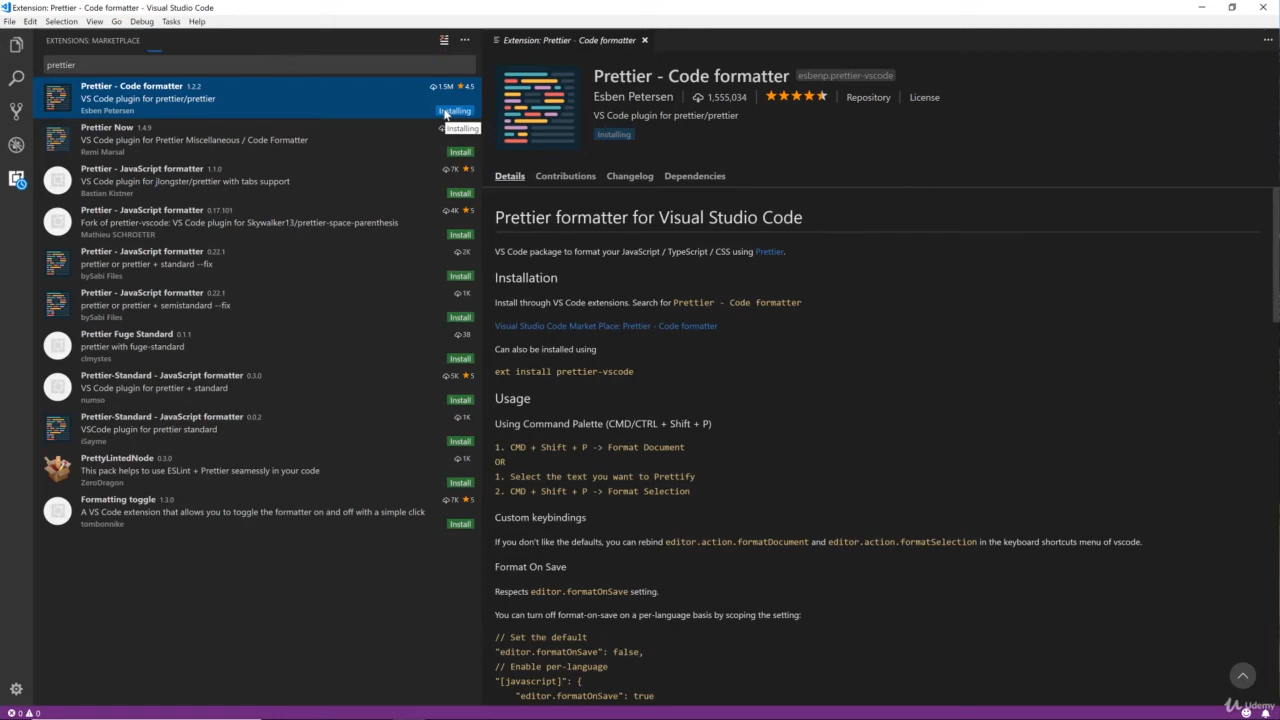 Extension: Prettier - Code formatter - Visual Studio Code
File Edit Selection View Go Debug Tasks Help
EXTENSIONS: MARKETPLACE
prettier
Prettier - Code formatter 1.2.2 1.5M 4.5
VS Code plugin for prettier/prettier
Esben Petersen Installing
Installing
Prettier Now 1.4.9
VS Code plugin for Prettier Miscellaneous / Code Formatter
Remi Marsal Install
Prettier - JavaScript formatter 1.1.0 7K 5
VS Code plugin for jlongster/prettier with tabs support
Bastian Kistner Install
Prettier - JavaScript formatter 0.17.101 4K 5
Fork of prettier-vscode: VS Code plugin for Skywalker13/prettier-space-parenthesis
Mathieu SCHROETER Install
Prettier - JavaScript formatter 0.22.1 2K
prettier or prettier + standard --fix
bySabi Files Install
Prettier - JavaScript formatter 0.22.1 1K
prettier or prettier + semistandard --fix
bySabi Files Install
Prettier Fuge Standard 0.1.1 38
prettier with fuge-standard
clmystes Install
Prettier-Standard - JavaScript formatter 0.3.0 5K 5
VS Code plugin for prettier + standard
numso Install
Prettier-Standard - JavaScript formatter 0.0.2 1K
VSCode plugin for prettier standard
iSayme Install
PrettyLintedNode 0.3.0 1K
This pack helps to use ESLint + Prettier seamessly in your code
ZeroDragon Install
Formatting toggle 1.3.0 7K 5
A VS Code extension that allows you to toggle the formatter on and off with a simple click
tombonnike Install
Extension: Prettier - Code formatter
Prettier - Code formatter esbenp.prettier-vscode
Esben Petersen 1,555,034 Repository License
VS Code plugin for prettier/prettier
Installing
Details Contributions Changelog Dependencies
Prettier formatter for Visual Studio Code
VS Code package to format your JavaScript / TypeScript / CSS using Prettier.
Installation
Install through VS Code extensions. Search for Prettier - Code formatter
Visual Studio Code Market Place: Prettier - Code formatter
Can also be installed using
ext install prettier-vscode
Usage
Using Command Palette (CMD/CTRL + Shift + P)
1. CMD + Shift + P -> Format Document
OR
1. Select the text you want to Prettify
2. CMD + Shift + P -> Format Selection
Custom keybindings
If you don't like the defaults, you can rebind editor.action.formatDocument and editor.action.formatSelection in the keyboard shortcuts menu of vscode.
Format On Save
Respects editor.formatOnSave setting.
You can turn off format-on-save on a per-language basis by scoping the setting:
// Set the default
"editor.formatOnSave": false,
// Enable per-language
"[javascript]": {
"editor.formatOnSave": true
0 0
Udemy